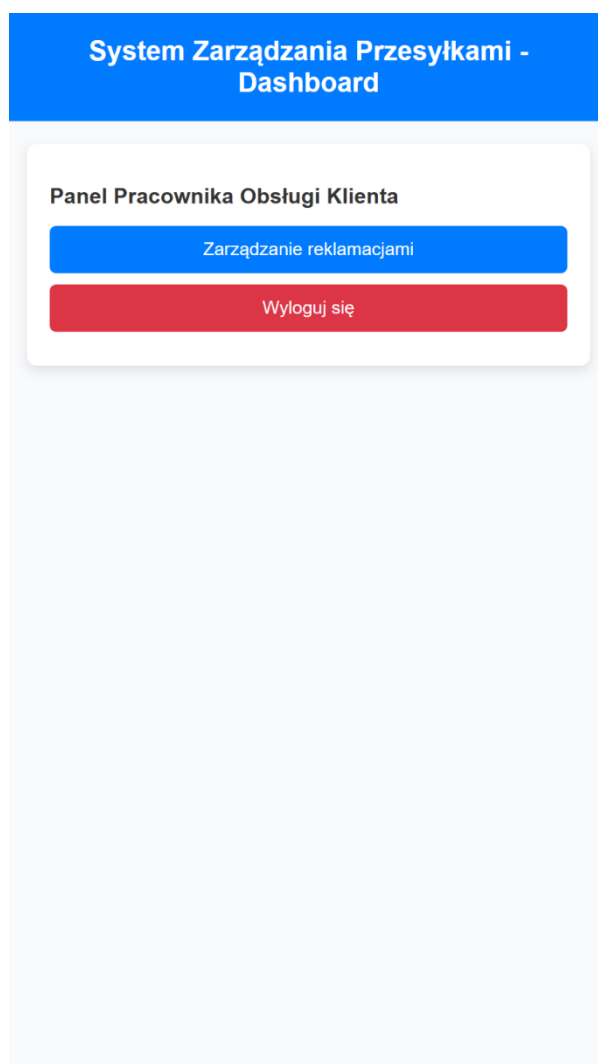 System Zarządzania Przesyłkami -
Dashboard
Panel Pracownika Obsługi Klienta
Zarządzanie reklamacjami
Wyloguj się